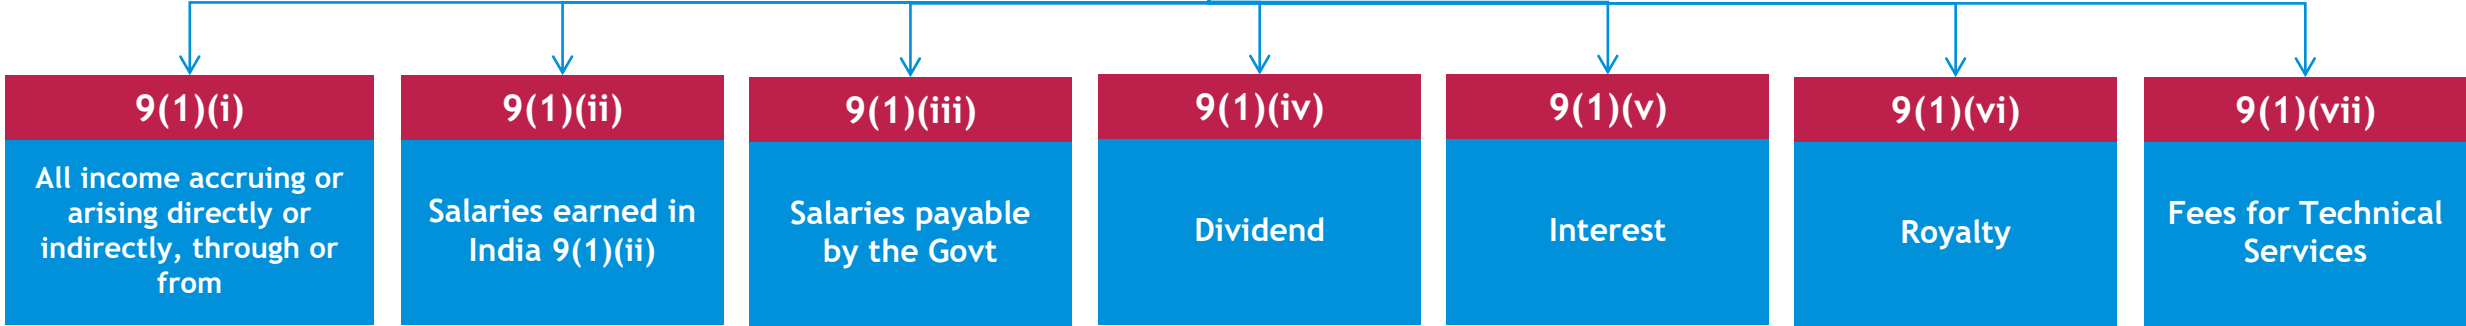 9(1)(i)
All income accruing or
arising directly or
indirectly, through or
from
9(1)(ii)
Salaries earned in
India 9(1)(ii)
9(1)(iii)
Salaries payable
by the Govt
9(1)(iv)
Dividend
9(1)(v)
Interest
9(1)(vi)
Royalty
9(1)(vii)
Fees for Technical
Services